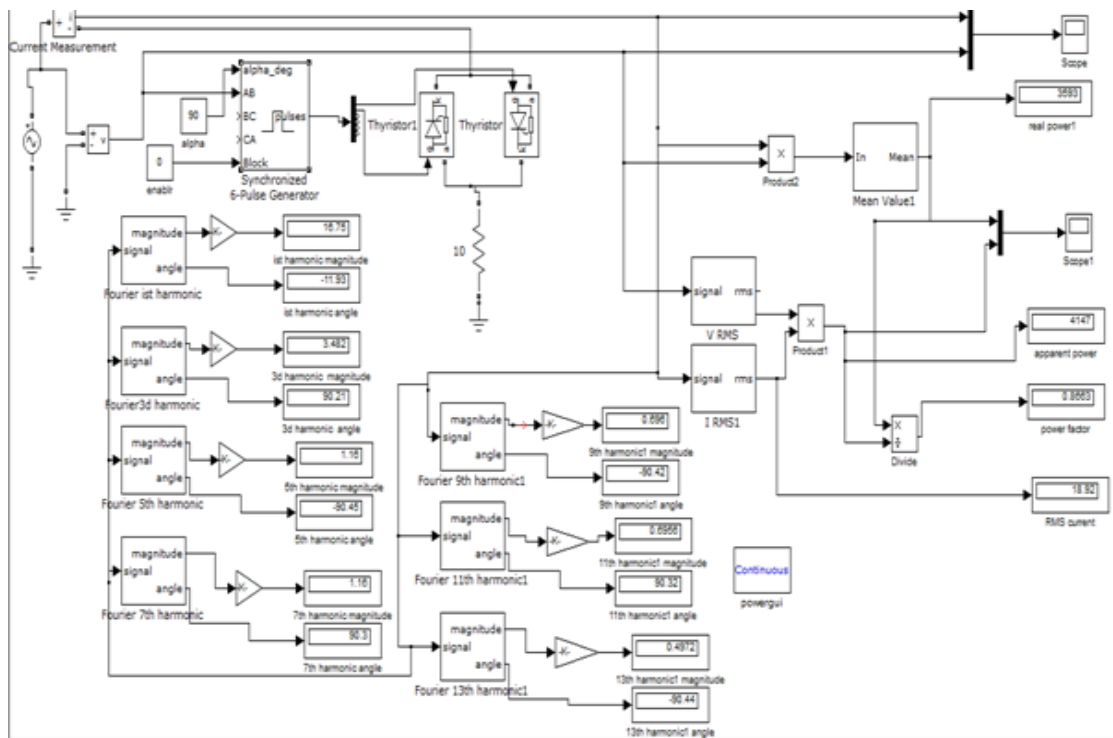 i
+
-
Current Measurement
Scope
alpha_deg
AB
BC
CA
Block
pulses
Synchronized
6-Pulse Generator
90
alpha
0
enablr
+
-
v
Thyristor1
Thyristor
3593
real power1
X
Product2
In
Mean
Mean Value1
Scope1
10
magnitude
signal
angle
Fourier ist harmonic
-K-
16.75
ist harmonic magnitude
-11.93
ist harmonic angle
signal
rms
V RMS
X
Product1
4147
apparent power
magnitude
signal
angle
Fourier3d harmonic
-K-
3.482
3d harmonic magnitude
90.21
3d harmonic angle
signal
rms
I RMS1
X
÷
Divide
0.8663
power factor
18.92
RMS current
magnitude
signal
angle
Fourier 5th harmonic
-K-
1.16
5th harmonic magnitude
-90.45
5th harmonic angle
magnitude
signal
angle
Fourier 9th harmonic1
-K-
0.696
9th harmonic1 magnitude
-90.42
9th harmonic1 angle
magnitude
signal
angle
Fourier 7th harmonic
-K-
1.16
7th harmonic magnitude
90.3
7th harmonic angle
magnitude
signal
angle
Fourier 11th harmonic1
-K-
0.6956
11th harmonic1 magnitude
90.32
11th harmonic1 angle
Continuous
powergui
magnitude
signal
angle
Fourier 13th harmonic1
-K-
0.4972
13th harmonic1 magnitude
-90.44
13th harmonic1 angle